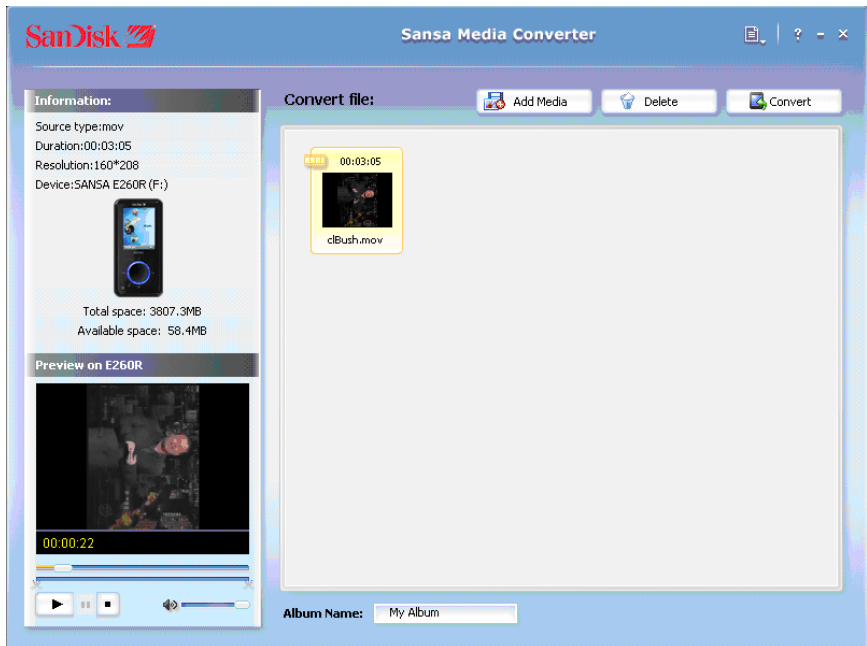 SanDisk
Sansa Media Converter
?
Information:
Source type:mov
Duration:00:03:05
Resolution:160*208
Device:SANSA E260R (F:)
Total space: 3807.3MB
Available space: 58.4MB
Preview on E260R
00:00:22
Convert file:
Add Media
Delete
Convert
00:03:05
clBush.mov
Album Name:
My Album